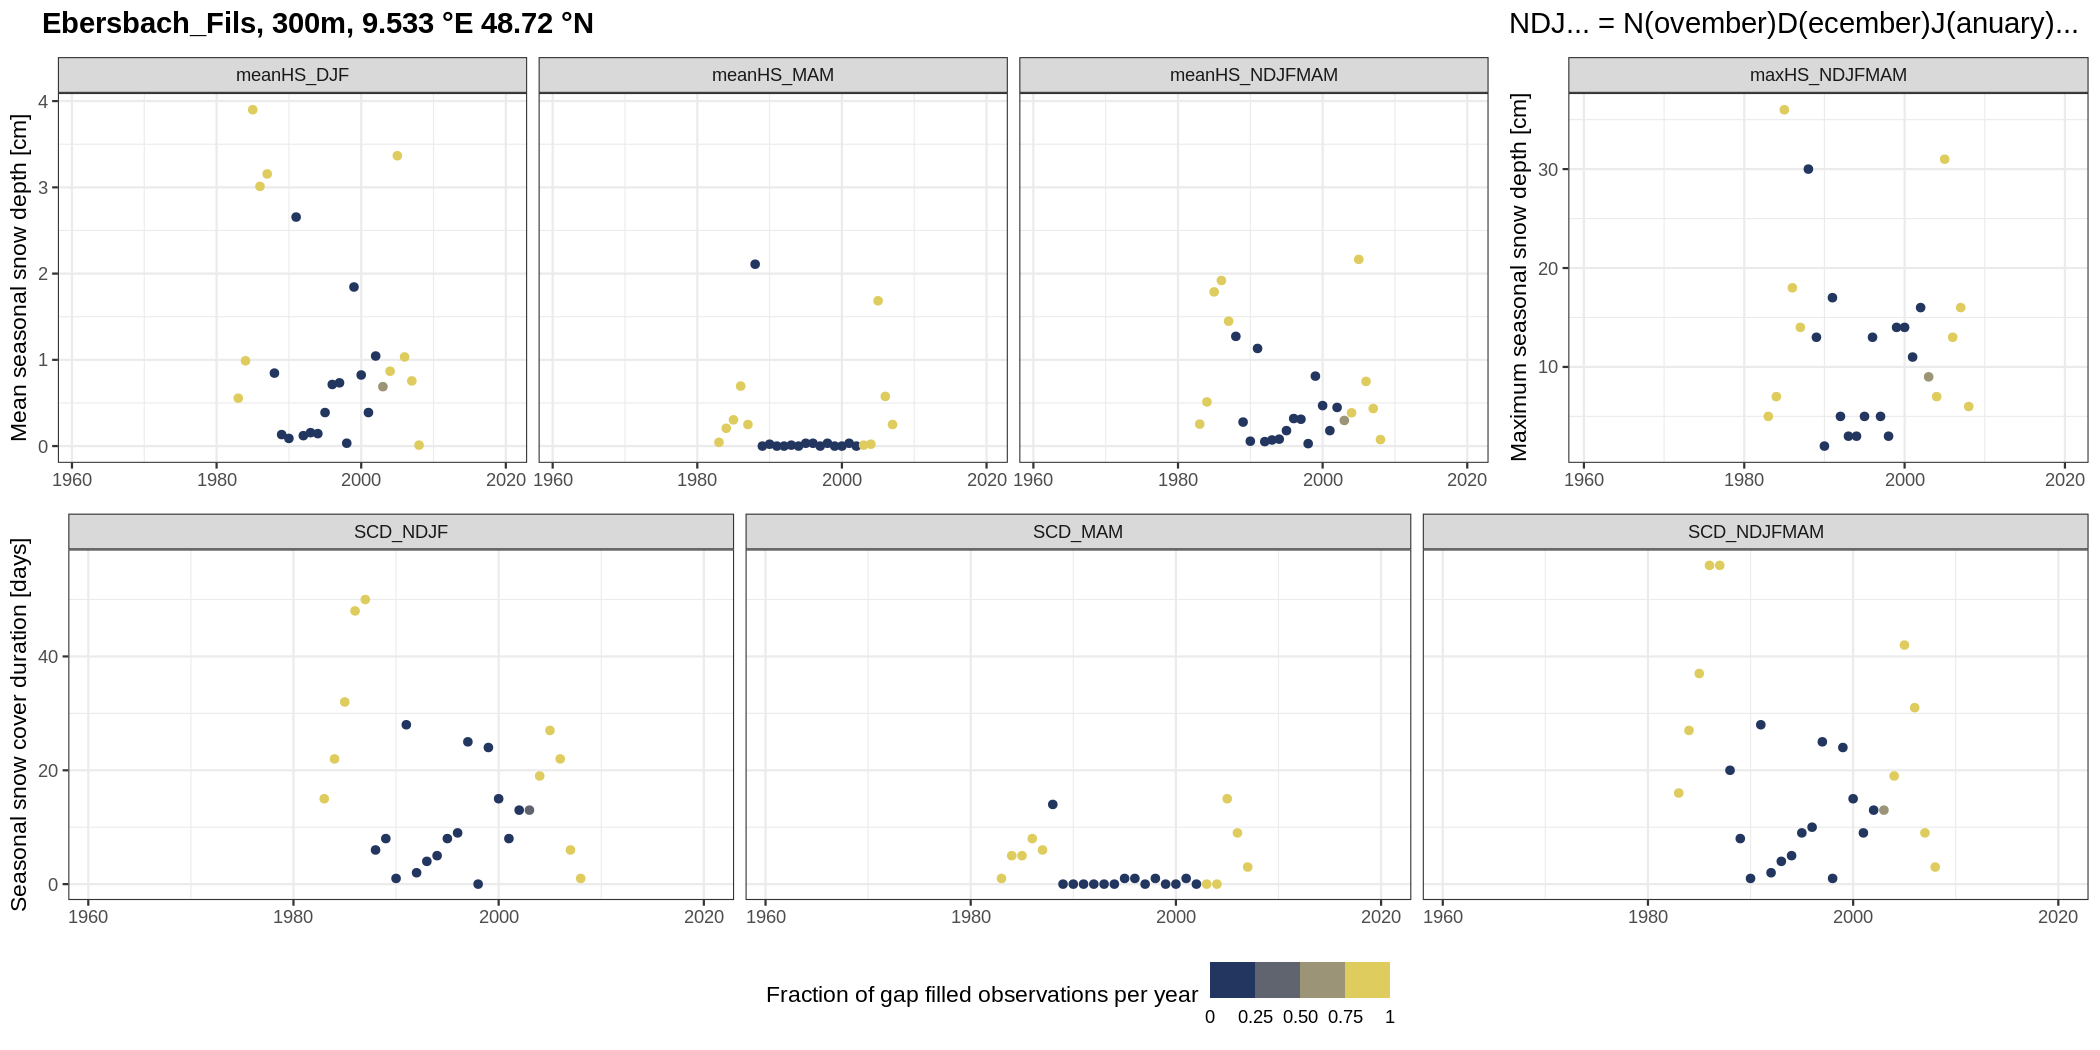 Ebersbach_Fils, 300m, 9.533 °E 48.72 °N
NDJ... = N(ovember)D(ecember)J(anuary)...
meanHS_DJF
meanHS_MAM
meanHS_NDJFMAM
maxHS_NDJFMAM
Mean seasonal snow depth [cm]
4
3
2
1
0
1960 1980 2000 2020
1960 1980 2000 2020
1960 1980 2000 2020
Maximum seasonal snow depth [cm]
30
20
10
1960 1980 2000 2020
SCD_NDJF
SCD_MAM
SCD_NDJFMAM
Seasonal snow cover duration [days]
40
20
0
1960 1980 2000 2020
1960 1980 2000 2020
1960 1980 2000 2020
Fraction of gap filled observations per year
0 0.25 0.50 0.75 1